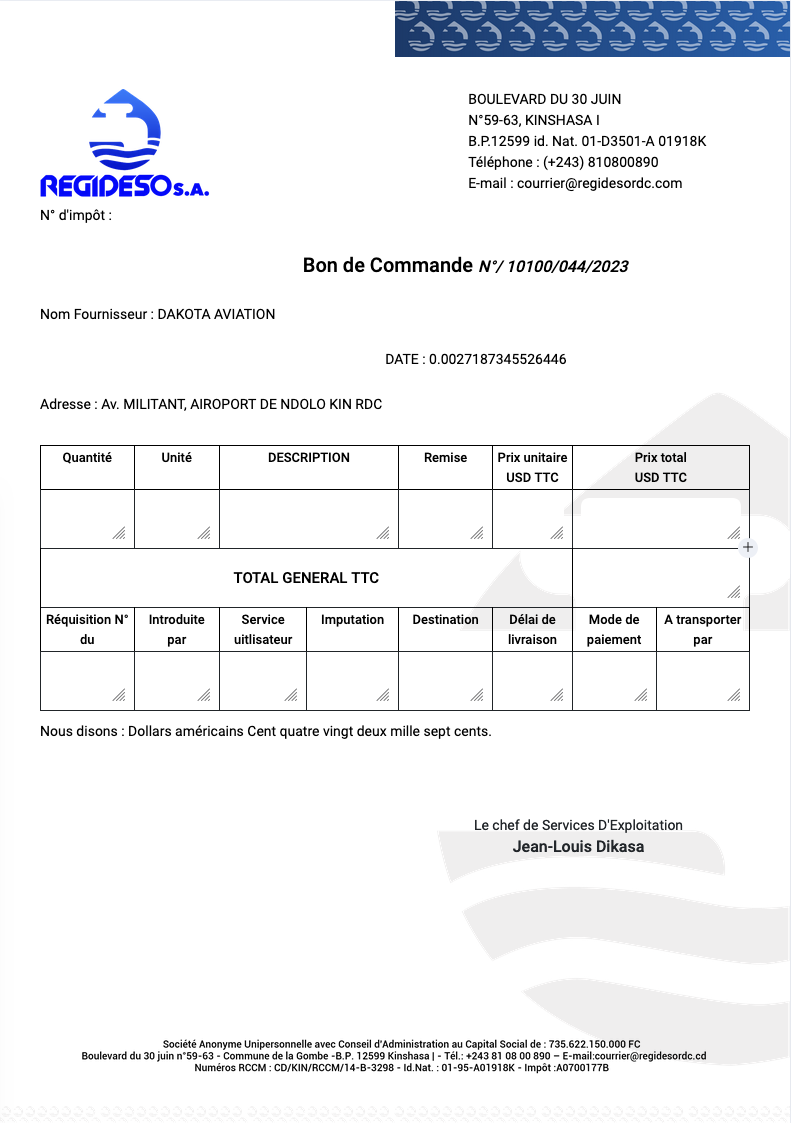 BOULEVARD DU 30 JUIN
N°59-63, KINSHASA I
B.P.12599 id. Nat. 01-D3501-A 01918K
Téléphone : (+243) 810800890
E-mail : courrier@regidesordc.com
REGIDESO S.A.
N° d'impôt :
Bon de Commande N°/ 10100/044/2023
Nom Fournisseur : DAKOTA AVIATION
DATE : 0.0027187345526446
Adresse : Av. MILITANT, AIROPORT DE NDOLO KIN RDC
Quantité Unité DESCRIPTION Remise Prix unitaire Prix total
USD TTC USD TTC
TOTAL GENERAL TTC
Réquisition N° Introduite Service Imputation Destination Délai de Mode de A transporter
du par uitlisateur livraison paiement par
Nous disons : Dollars américains Cent quatre vingt deux mille sept cents.
Le chef de Services D'Exploitation
Jean-Louis Dikasa
Société Anonyme Unipersonnelle avec Conseil d'Administration au Capital Social de : 735.622.150.000 FC
Boulevard du 30 juin n°59-63 - Commune de la Gombe -B.P. 12599 Kinshasa | - Tél.: +243 81 08 00 890 – E-mail:courrier@regidesordc.cd
Numéros RCCM : CD/KIN/RCCM/14-B-3298 - Id.Nat. : 01-95-A01918K - Impôt :A0700177B